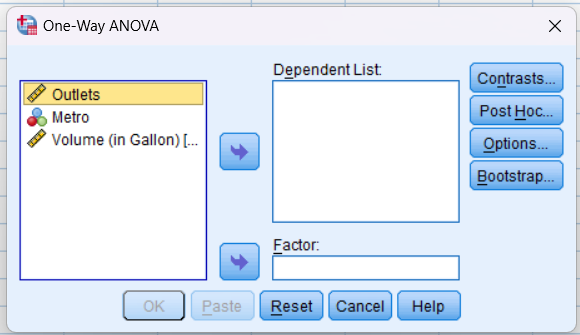 One-Way ANOVA
Outlets
Metro
Volume (in Gallon) [...
Dependent List:
Factor:
Contrasts...
Post Hoc...
Options...
Bootstrap...
OK
Paste
Reset
Cancel
Help